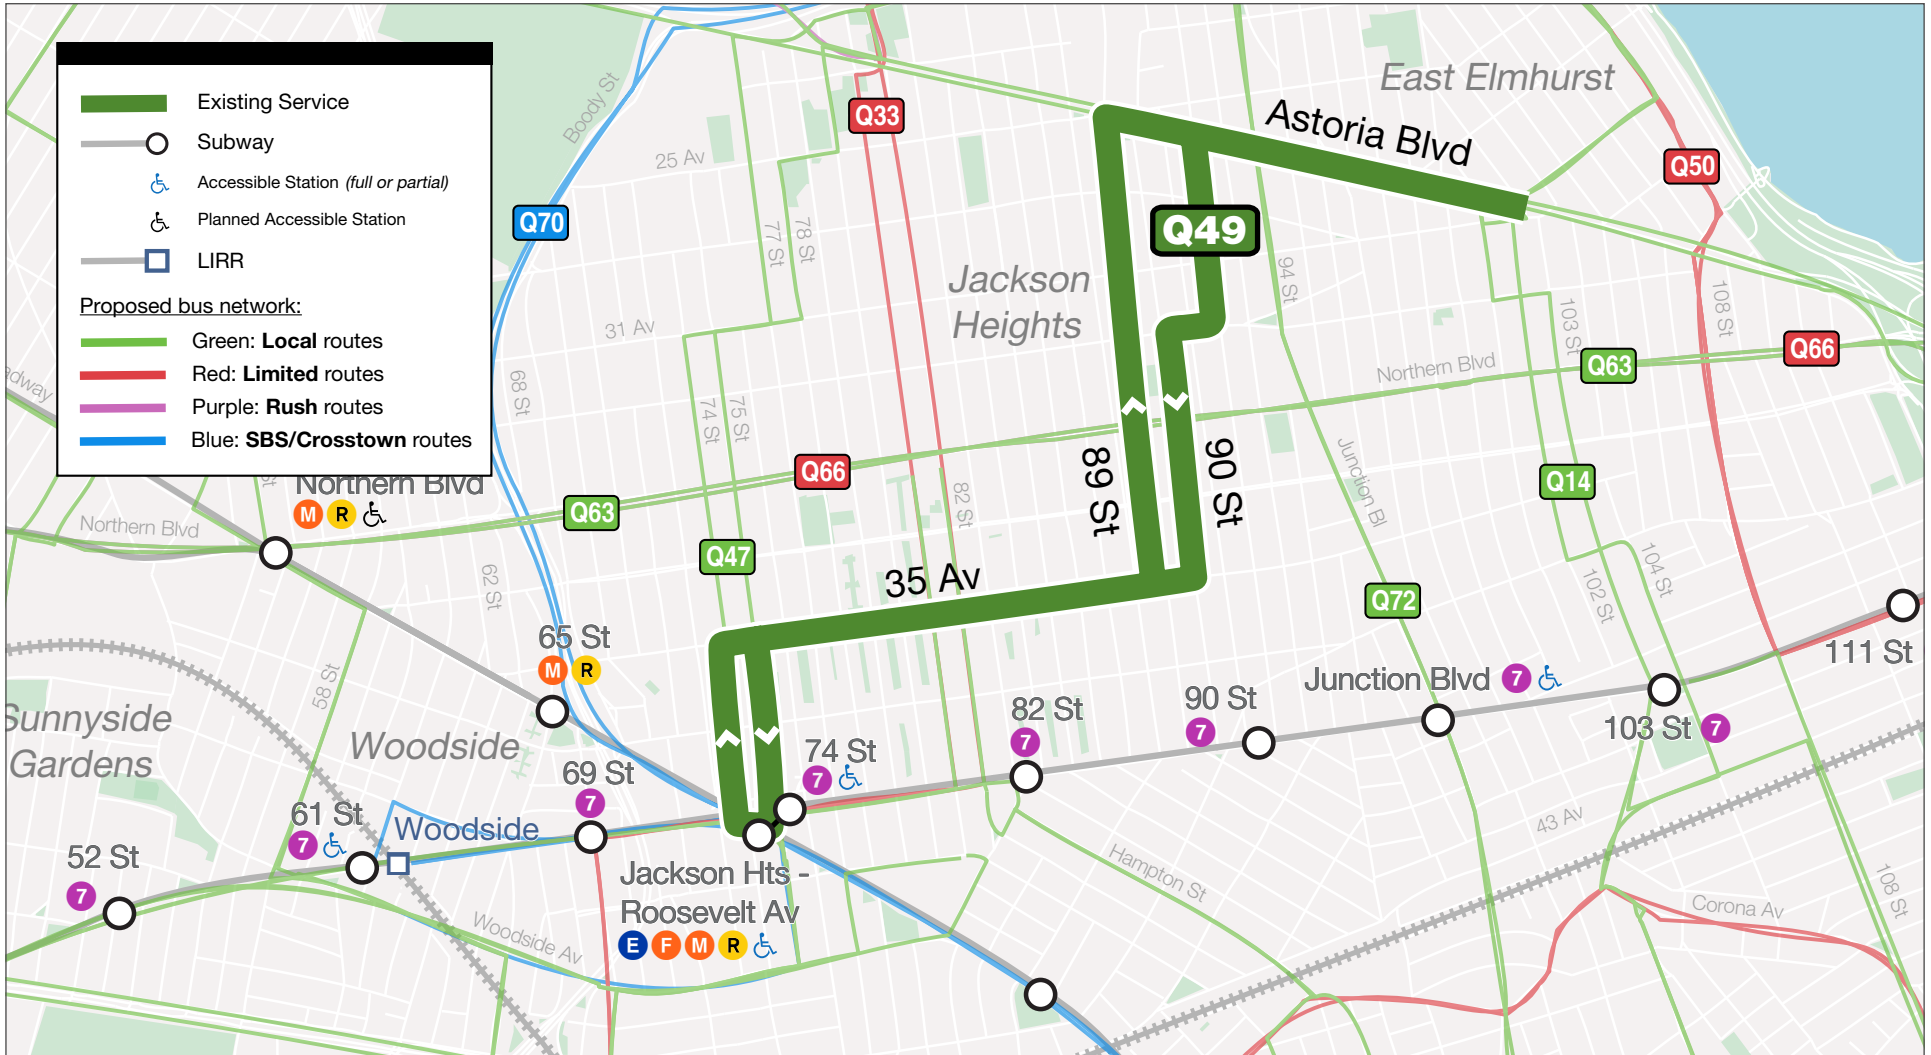 Existing Service
Subway
Accessible Station (full or partial)
Planned Accessible Station
LIRR
Proposed bus network:
Green: Local routes
Red: Limited routes
Purple: Rush routes
Blue: SBS/Crosstown routes
East Elmhurst
Astoria Blvd
Boody St
Q33
Q50
25 Av
Q70
77 St
78 St
Q49
Jackson
Heights
94 St
103 St
108 St
31 Av
Q66
Q63
Northern Blvd
68 St
74 St
75 St
89 St
90 St
Junction Bl
Q66
Q14
82 St
St
Northern Blvd
M R
Q63
Northern Blvd
Q47
35 Av
62 St
102 St
104 St
Q72
65 St
M R
58 St
111 St
Junction Blvd 7
Sunnyside
Gardens
Woodside
82 St
7
90 St
7
103 St 7
74 St
7
69 St
7
61 St
7
Woodside
52 St
7
43 Av
Hampton St
Jackson Hts -
Roosevelt Av
E F M R
Woodside Av
Corona Av
108 St